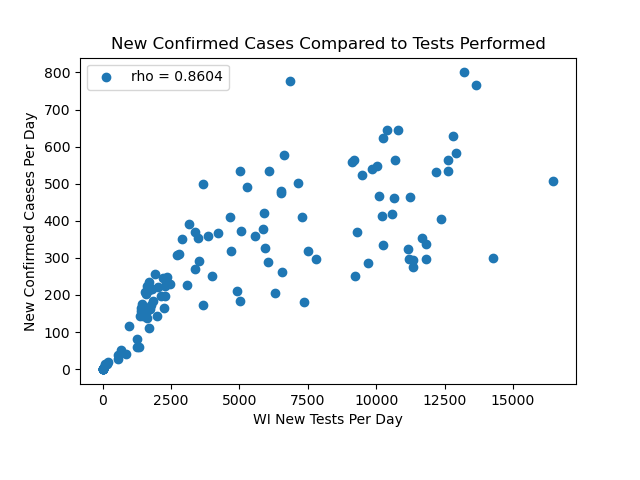 New Confirmed Cases Compared to Tests Performed
rho = 0.8604
800
700
600
500
400
300
200
100
0
New Confirmed Caeses Per Day
0 2500 5000 7500 10000 12500 15000
WI New Tests Per Day